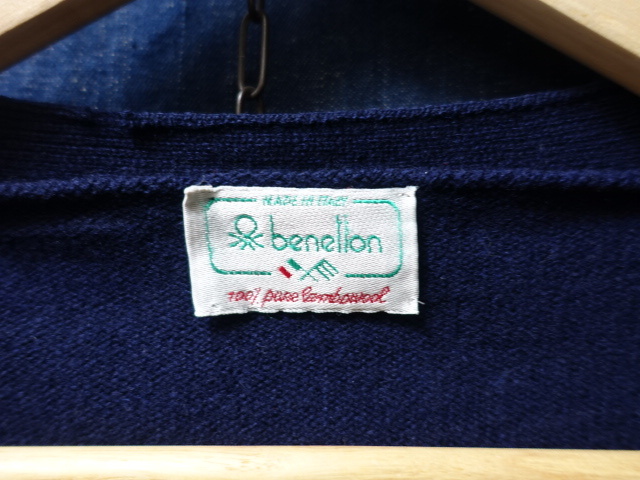 MADE IN ITALY
benetton
100% pure lambswool